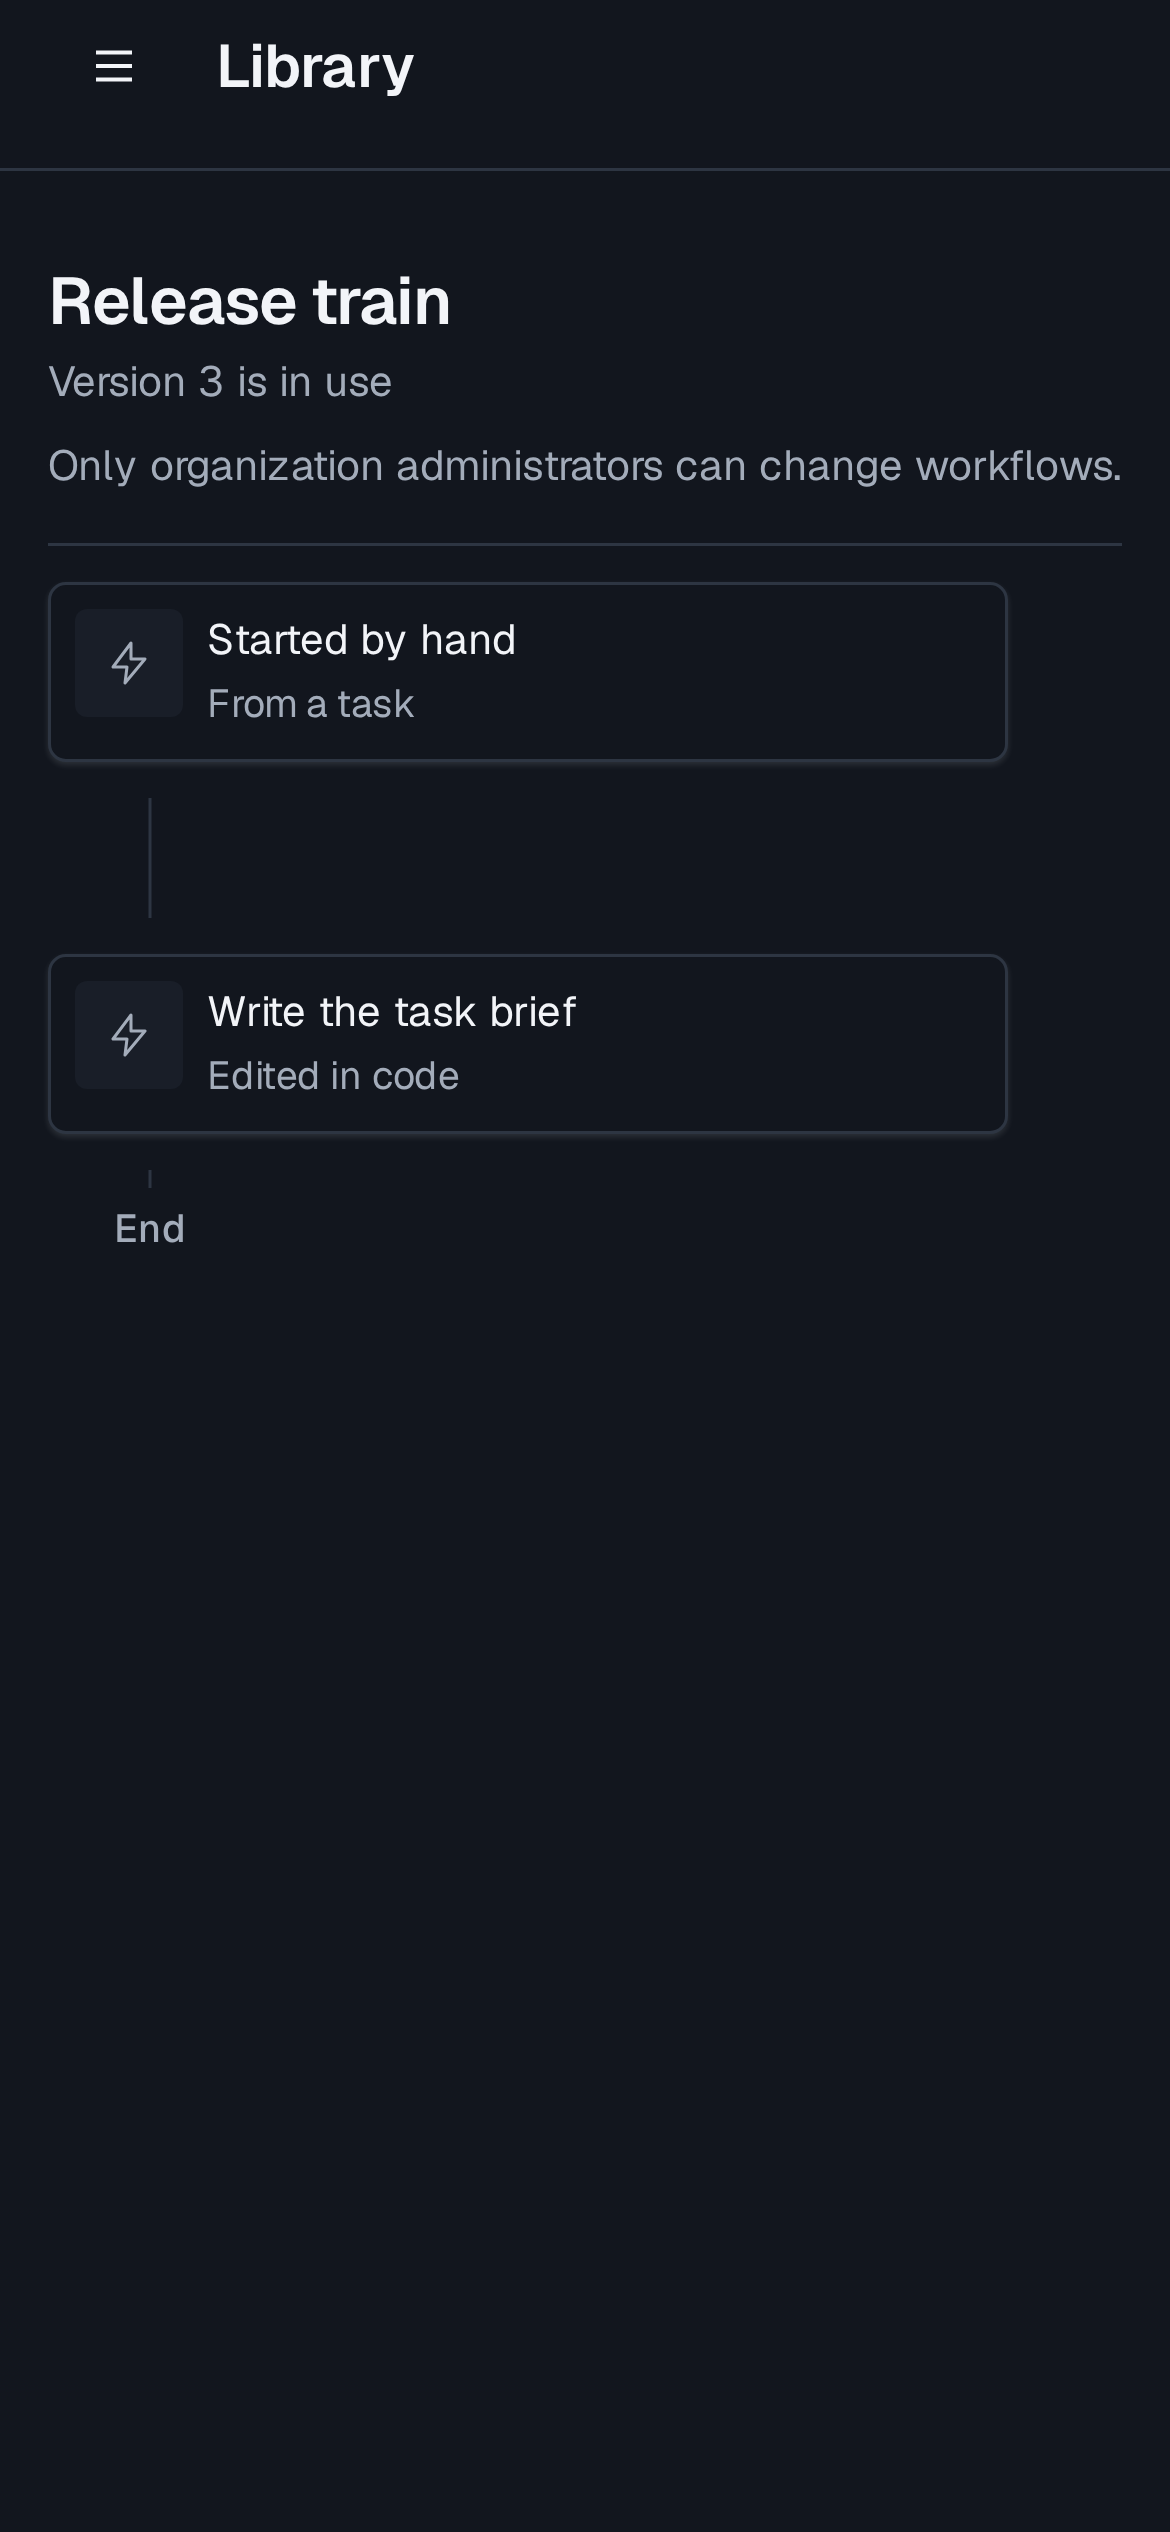 Library
Release train
Version 3 is in use
Only organization administrators can change workflows.
Started by hand
From a task
Write the task brief
Edited in code
End